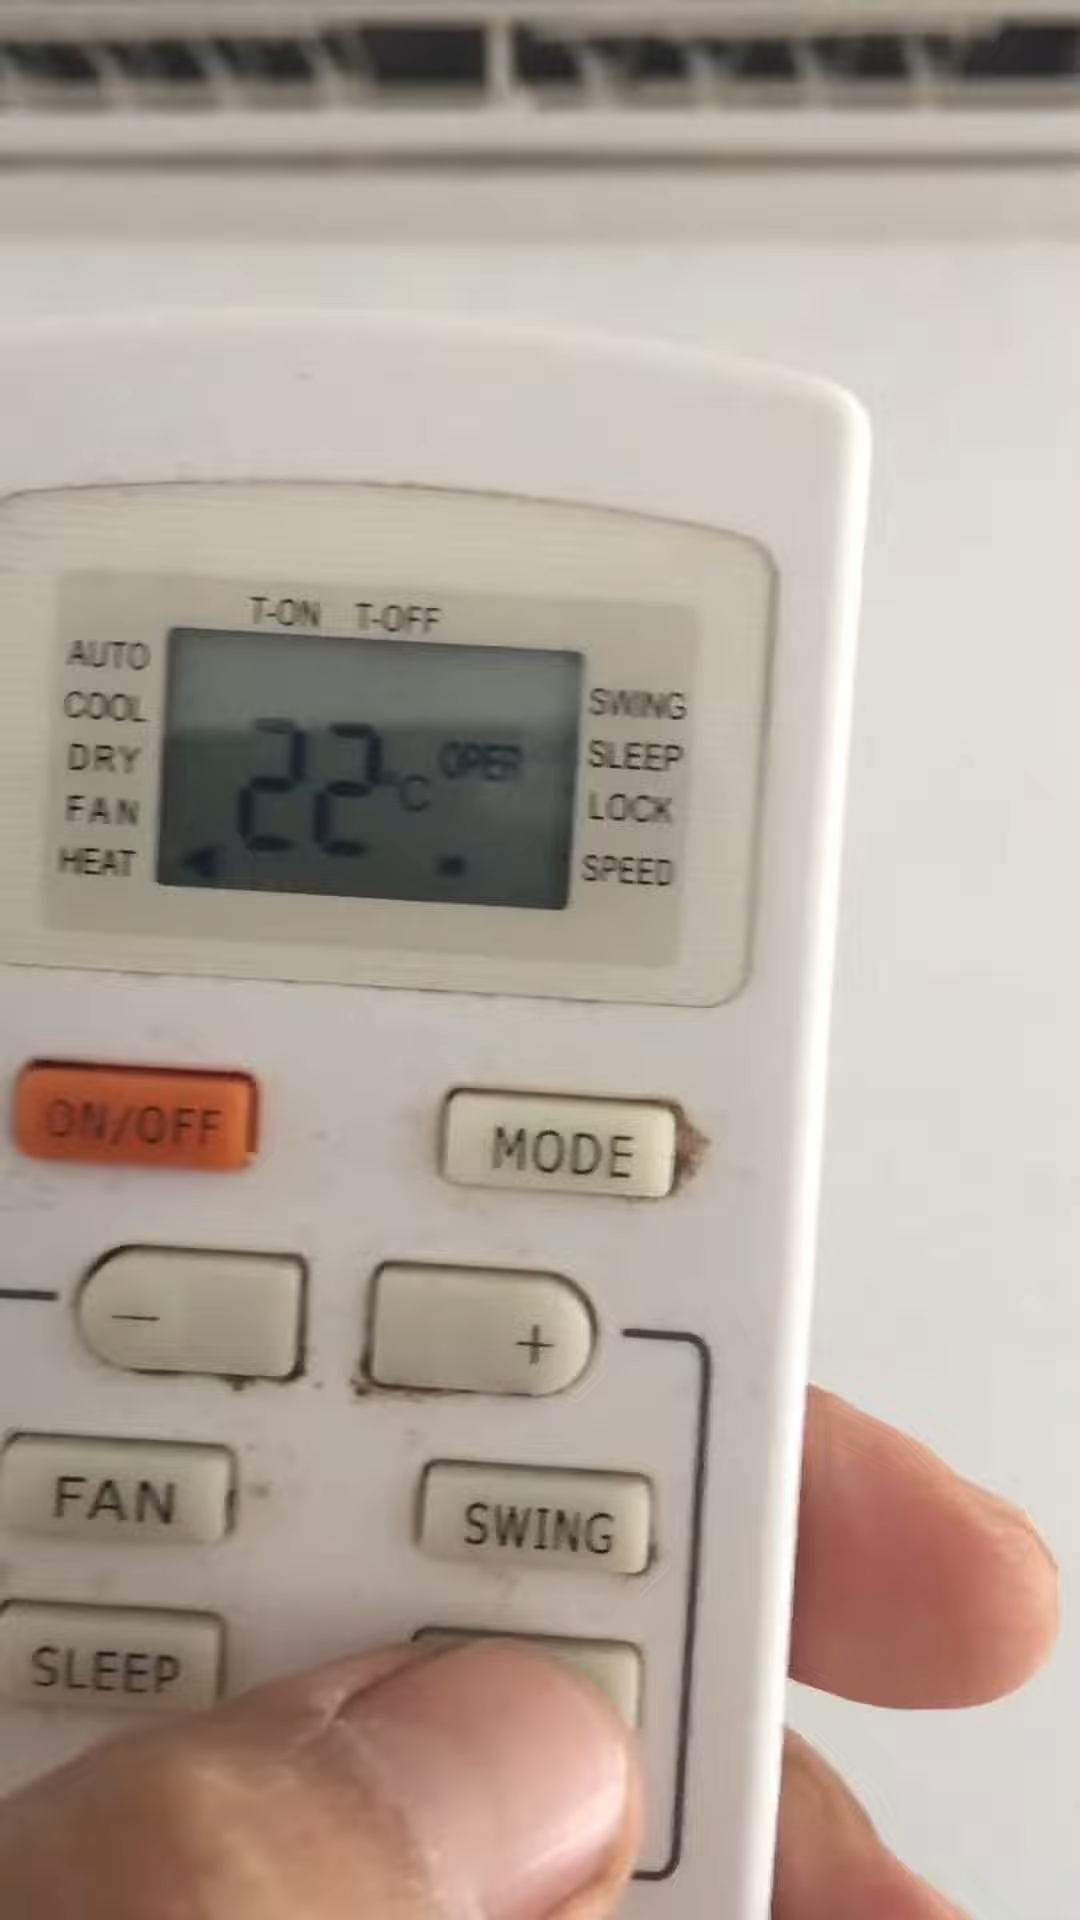 T-ON T-OFF
AUTO
COOL
SWING
DRY
SLEEP
22°C OPER
FAN
LOCK
HEAT
SPEED
ON/OFF
MODE
− +
FAN
SWING
SLEEP